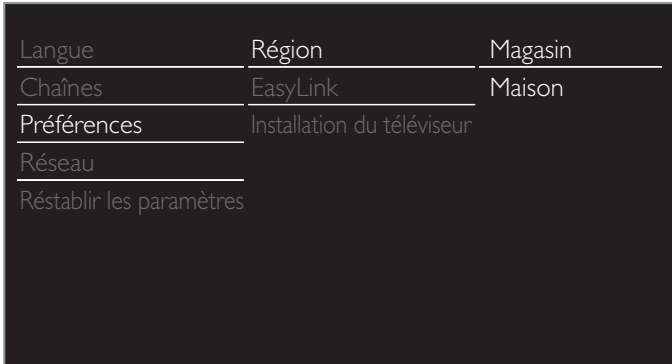 Langue
Chaînes
Préférences
Réseau
Réstablir les paramètres
Région
EasyLink
Installation du téléviseur
Magasin
Maison